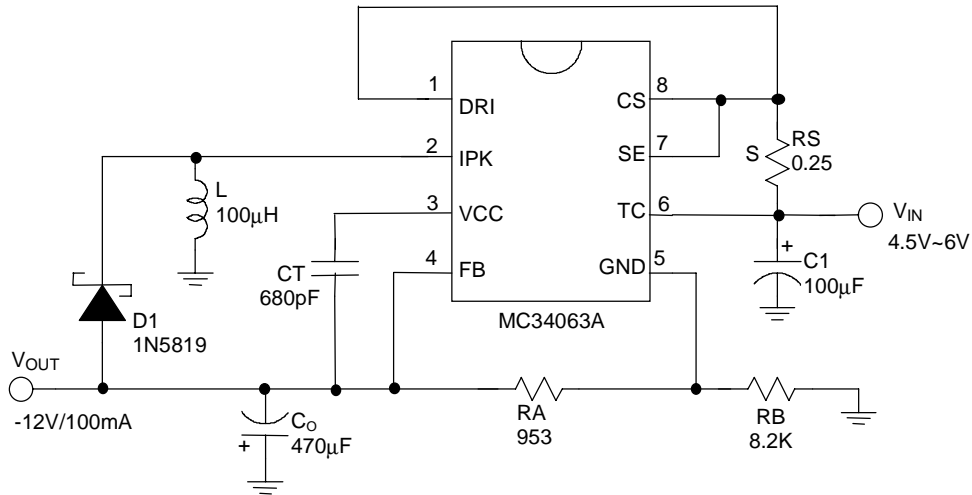 1
DRI
2
IPK
3
VCC
4
FB
CS
8
SE
7
TC
6
GND
5
MC34063A
S
RS
0.25
VIN
4.5V~6V
+
C1
100μF
L
100μH
CT
680pF
D1
1N5819
VOUT
-12V/100mA
+
CO
470μF
RA
953
RB
8.2K